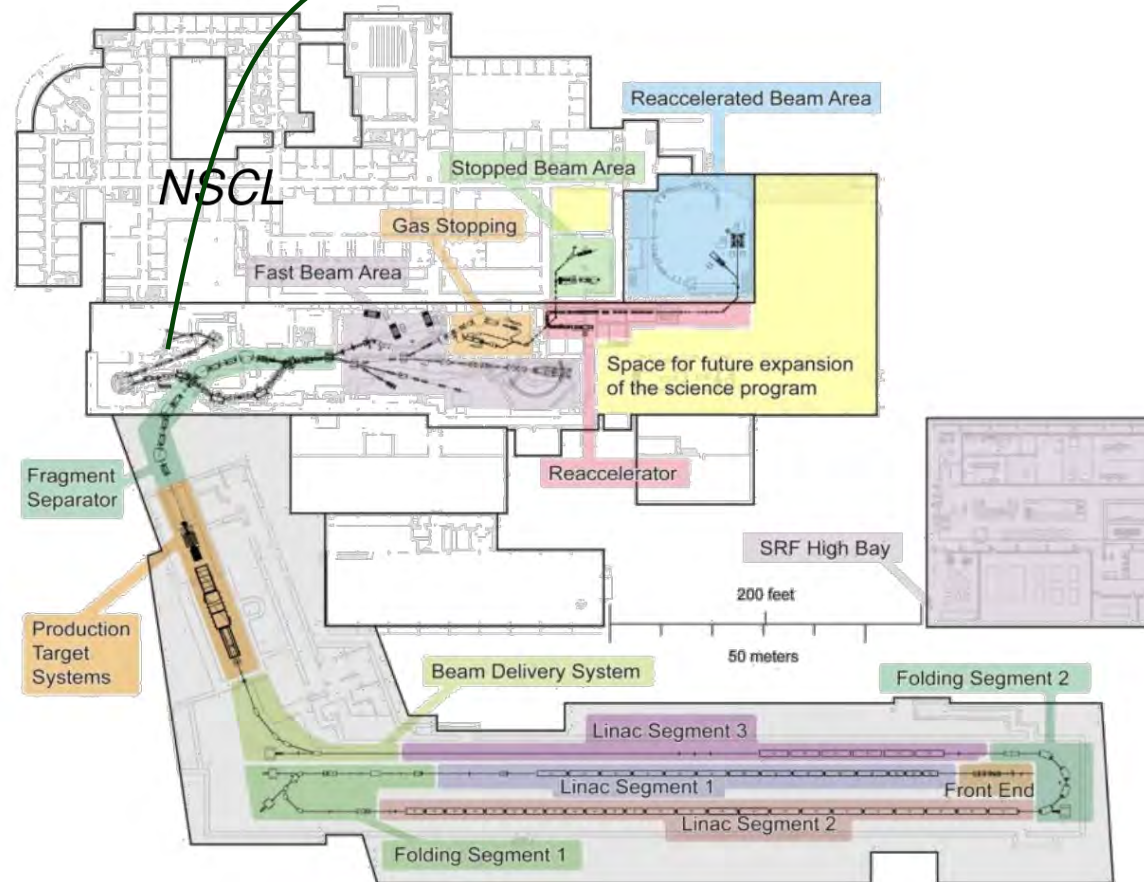 Reaccelerated Beam Area
Stopped Beam Area
NSCL
Gas Stopping
Fast Beam Area
Space for future expansion
of the science program
Fragment
Separator
Reaccelerator
SRF High Bay
200 feet
50 meters
Production
Target
Systems
Beam Delivery System
Folding Segment 2
Linac Segment 3
Linac Segment 1
Front End
Linac Segment 2
Folding Segment 1